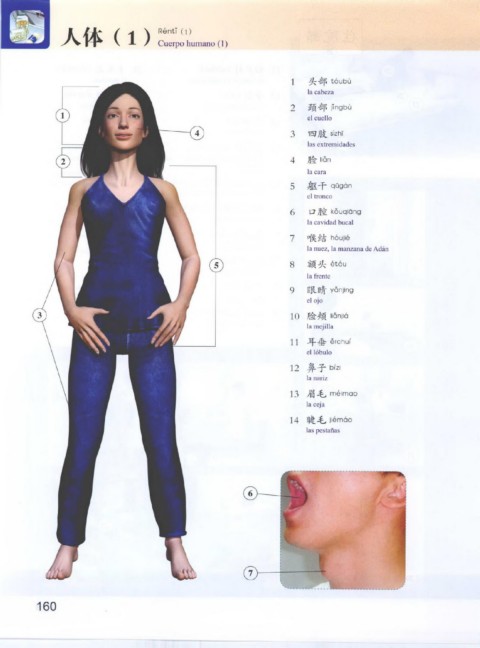 人体（1） Réntǐ (1)
Cuerpo humano (1)
1 头部 tóubù
la cabeza
2 颈部 jǐngbù
el cuello
3 四肢 sìzhī
las extremidades
4 脸 liǎn
la cara
5 躯干 qūgàn
el tronco
6 口腔 kǒuqiāng
la cavidad bucal
7 喉结 hóujié
la nuez, la manzana de Adán
8 额头 étóu
la frente
9 眼睛 yǎnjing
el ojo
10 脸颊 liǎnjiá
la mejilla
11 耳垂 ěrchuí
el lóbulo
12 鼻子 bízi
la nariz
13 眉毛 méimao
la ceja
14 睫毛 jiémáo
las pestañas
1
4
2
5
3
6
7
160